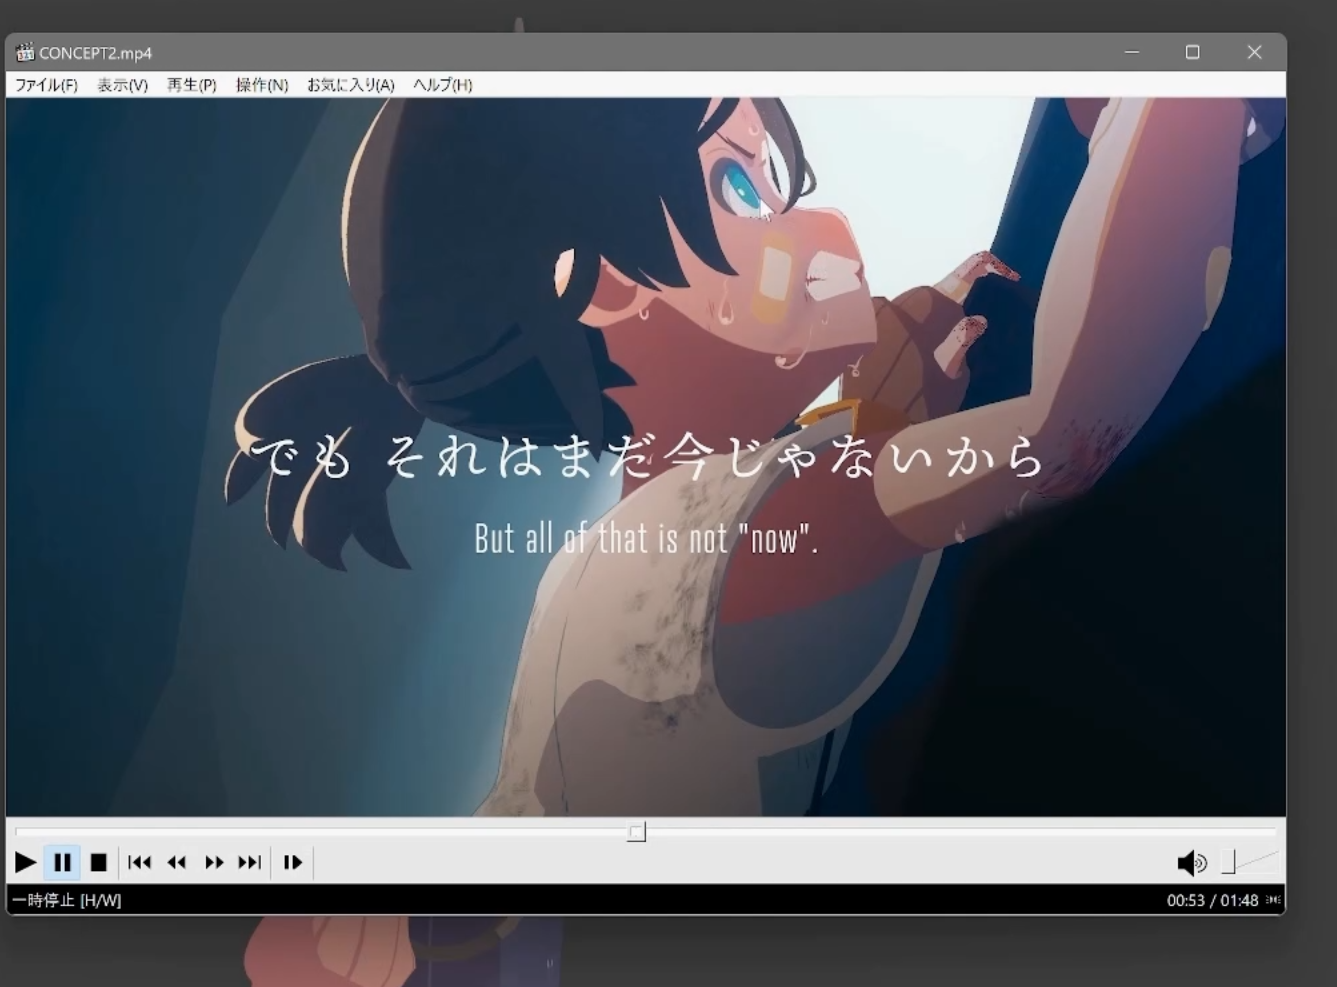 CONCEPT2.mp4
ファイル(F) 表示(V) 再生(P) 操作(N) お気に入り(A) ヘルプ(H)
でも それはまだ今じゃないから
But all of that is not "now".
一時停止 [H/W]
00:53 / 01:48